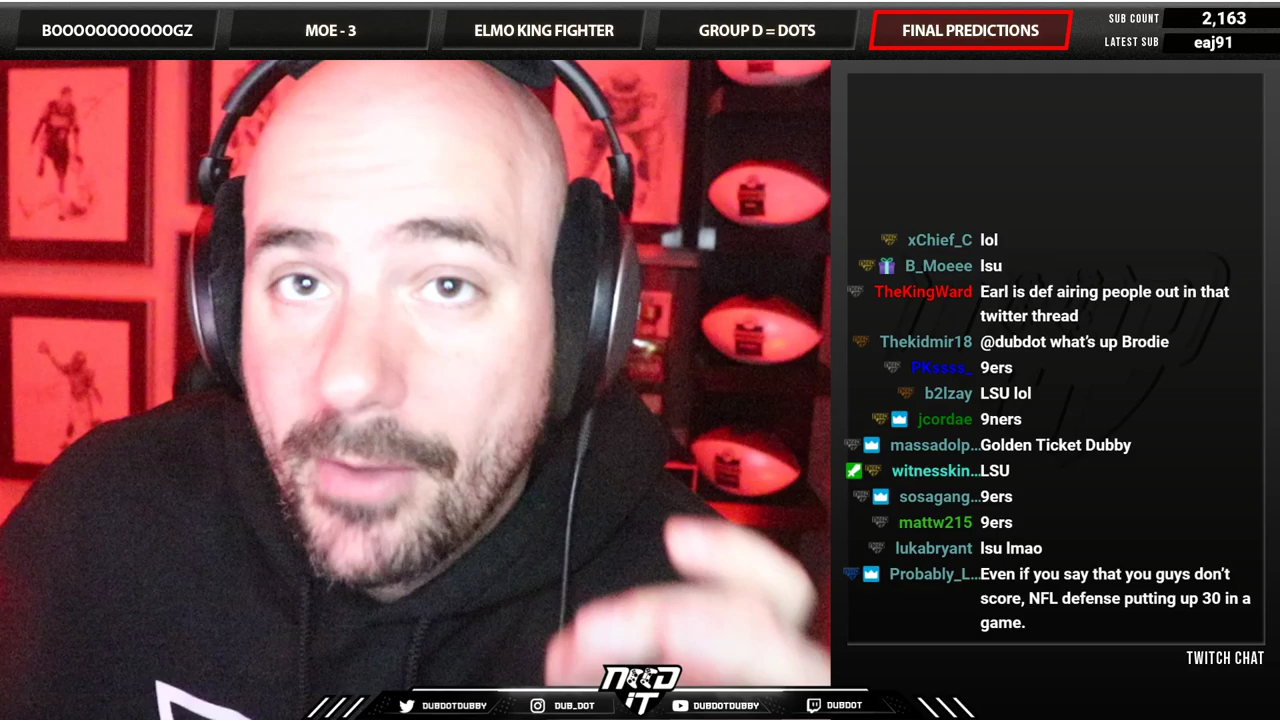 BOOOOOOOOOOOGZ
MOE - 3
ELMO KING FIGHTER
GROUP D = DOTS
FINAL PREDICTIONS
SUB COUNT 2,163
LATEST SUB eaj91
xChief_C lol
B_Moeee lsu
TheKingWard Earl is def airing people out in that
twitter thread
Thekidmir18 @dubdot what's up Brodie
PKssss_ 9ers
b2lzay LSU lol
jcordae 9ners
massadolp... Golden Ticket Dubby
witnesskin... LSU
sosagang... 9ers
mattw215 9ers
lukabryant lsu lmao
Probably_L... Even if you say that you guys don't
score, NFL defense putting up 30 in a
game.
TWITCH CHAT
NEED
IT
DUBDOTDUBBY
DUB_DOT
DUBDOTDUBBY
DUBDOT